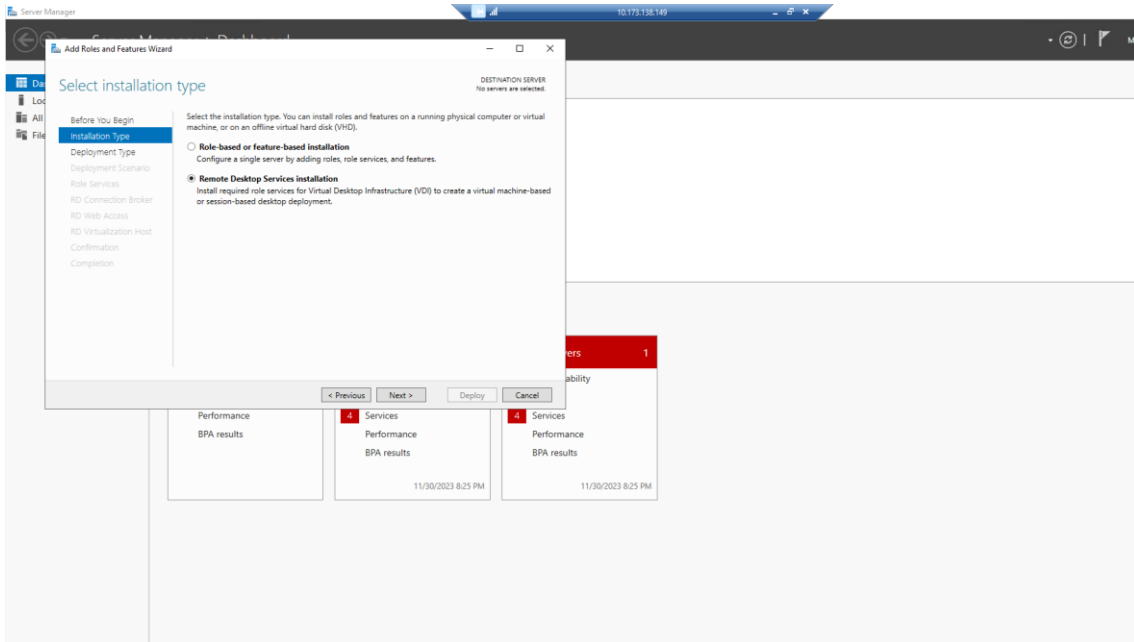 Server Manager
10.173.138.149
Add Roles and Features Wizard
Select installation type
DESTINATION SERVER
No servers are selected.
Before You Begin
Installation Type
Deployment Type
Deployment Scenario
Role Services
RD Connection Broker
RD Web Access
RD Virtualization Host
Confirmation
Completion
Select the installation type. You can install roles and features on a running physical computer or virtual
machine, or on an offline virtual hard disk (VHD).
Role-based or feature-based installation
Configure a single server by adding roles, role services, and features.
Remote Desktop Services installation
Install required role services for Virtual Desktop Infrastructure (VDI) to create a virtual machine-based
or session-based desktop deployment.
< Previous
Next >
Deploy
Cancel
Da
Loc
All
File
M
ers 1
ability
Performance
BPA results
4 Services
Performance
BPA results
11/30/2023 8:25 PM
4 Services
Performance
BPA results
11/30/2023 8:25 PM